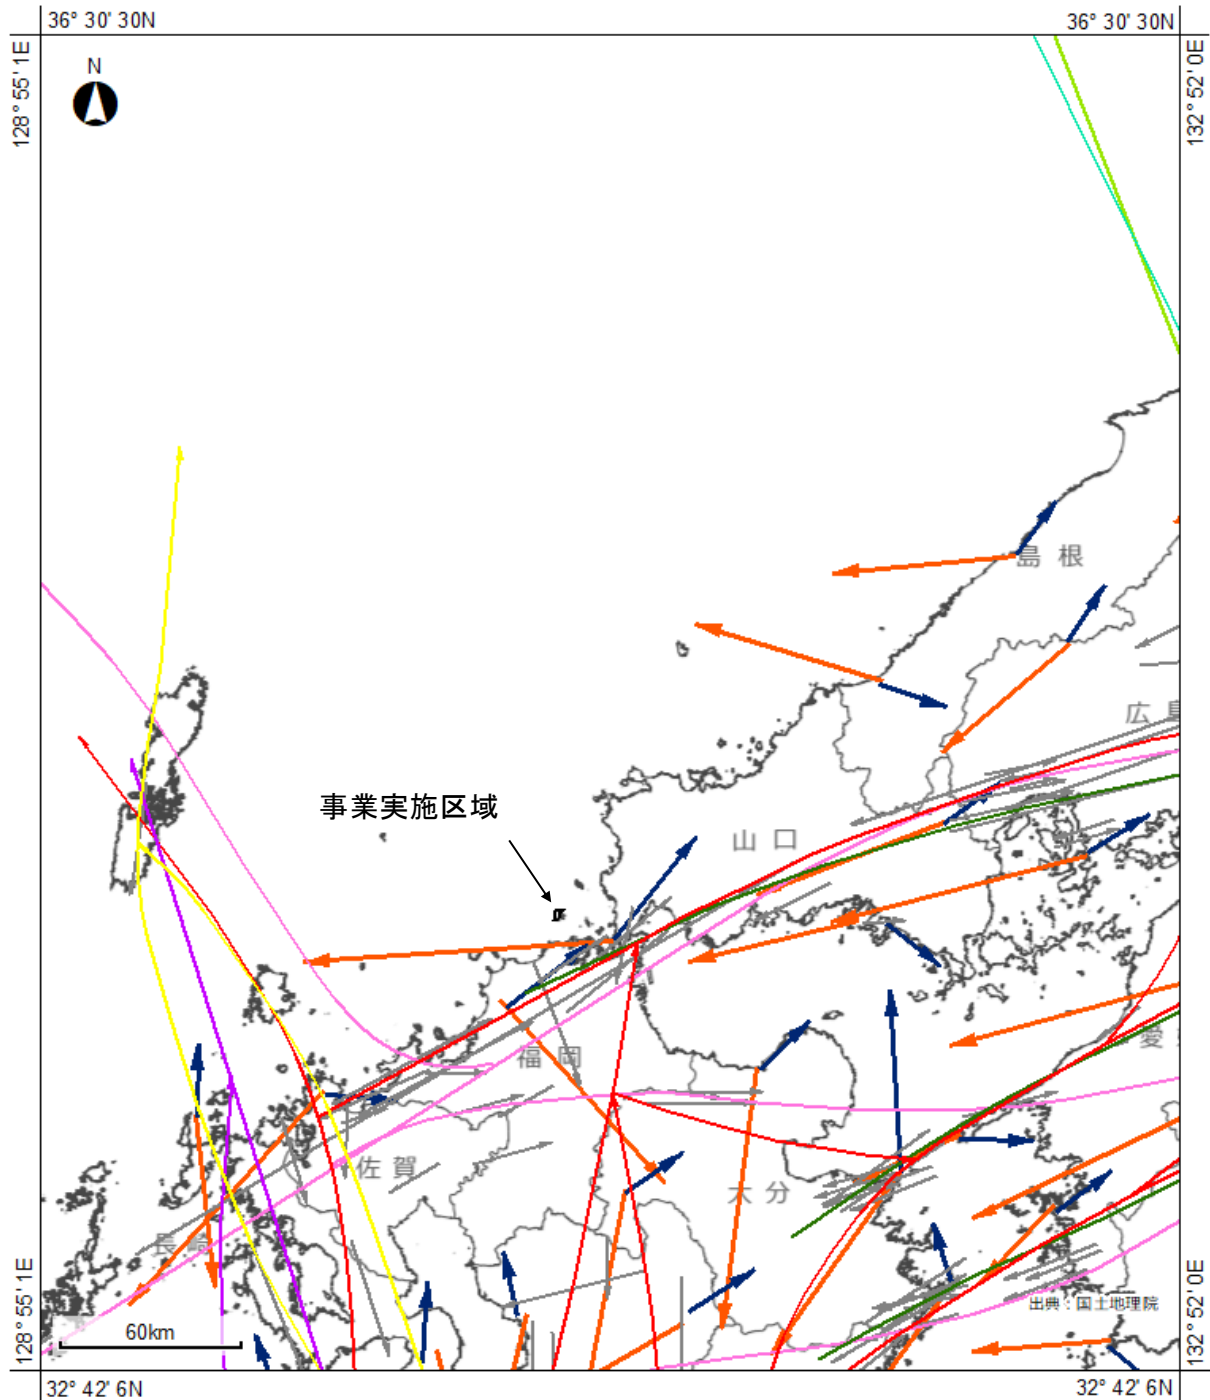 36° 30' 30N
36° 30' 30N
128° 55' 1E
132° 52' 0E
N
島根
広島
事業実施区域
山口
福岡
愛
佐賀
大分
長崎
出典：国土地理院
60km
128° 55' 1E
132° 52' 0E
32° 42' 6N
32° 42' 6N